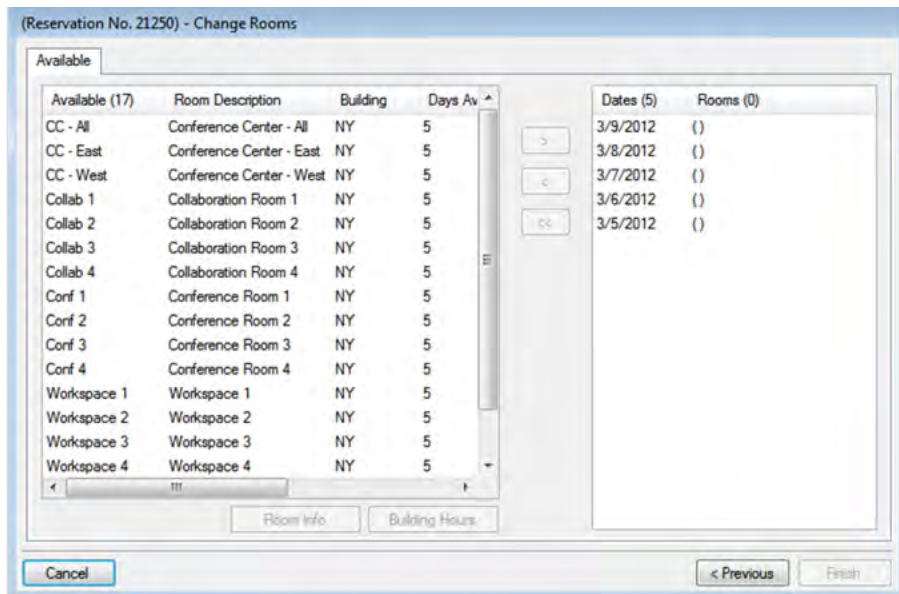 (Reservation No. 21250) - Change Rooms
Available
Available (17) Room Description Building Days Av
CC - All Conference Center - All NY 5
CC - East Conference Center - East NY 5
CC - West Conference Center - West NY 5
Collab 1 Collaboration Room 1 NY 5
Collab 2 Collaboration Room 2 NY 5
Collab 3 Collaboration Room 3 NY 5
Collab 4 Collaboration Room 4 NY 5
Conf 1 Conference Room 1 NY 5
Conf 2 Conference Room 2 NY 5
Conf 3 Conference Room 3 NY 5
Conf 4 Conference Room 4 NY 5
Workspace 1 Workspace 1 NY 5
Workspace 2 Workspace 2 NY 5
Workspace 3 Workspace 3 NY 5
Workspace 4 Workspace 4 NY 5
Room Info Building Hours
>
<
<<
Dates (5) Rooms (0)
3/9/2012 ( )
3/8/2012 ( )
3/7/2012 ( )
3/6/2012 ( )
3/5/2012 ( )
Cancel < Previous Finish